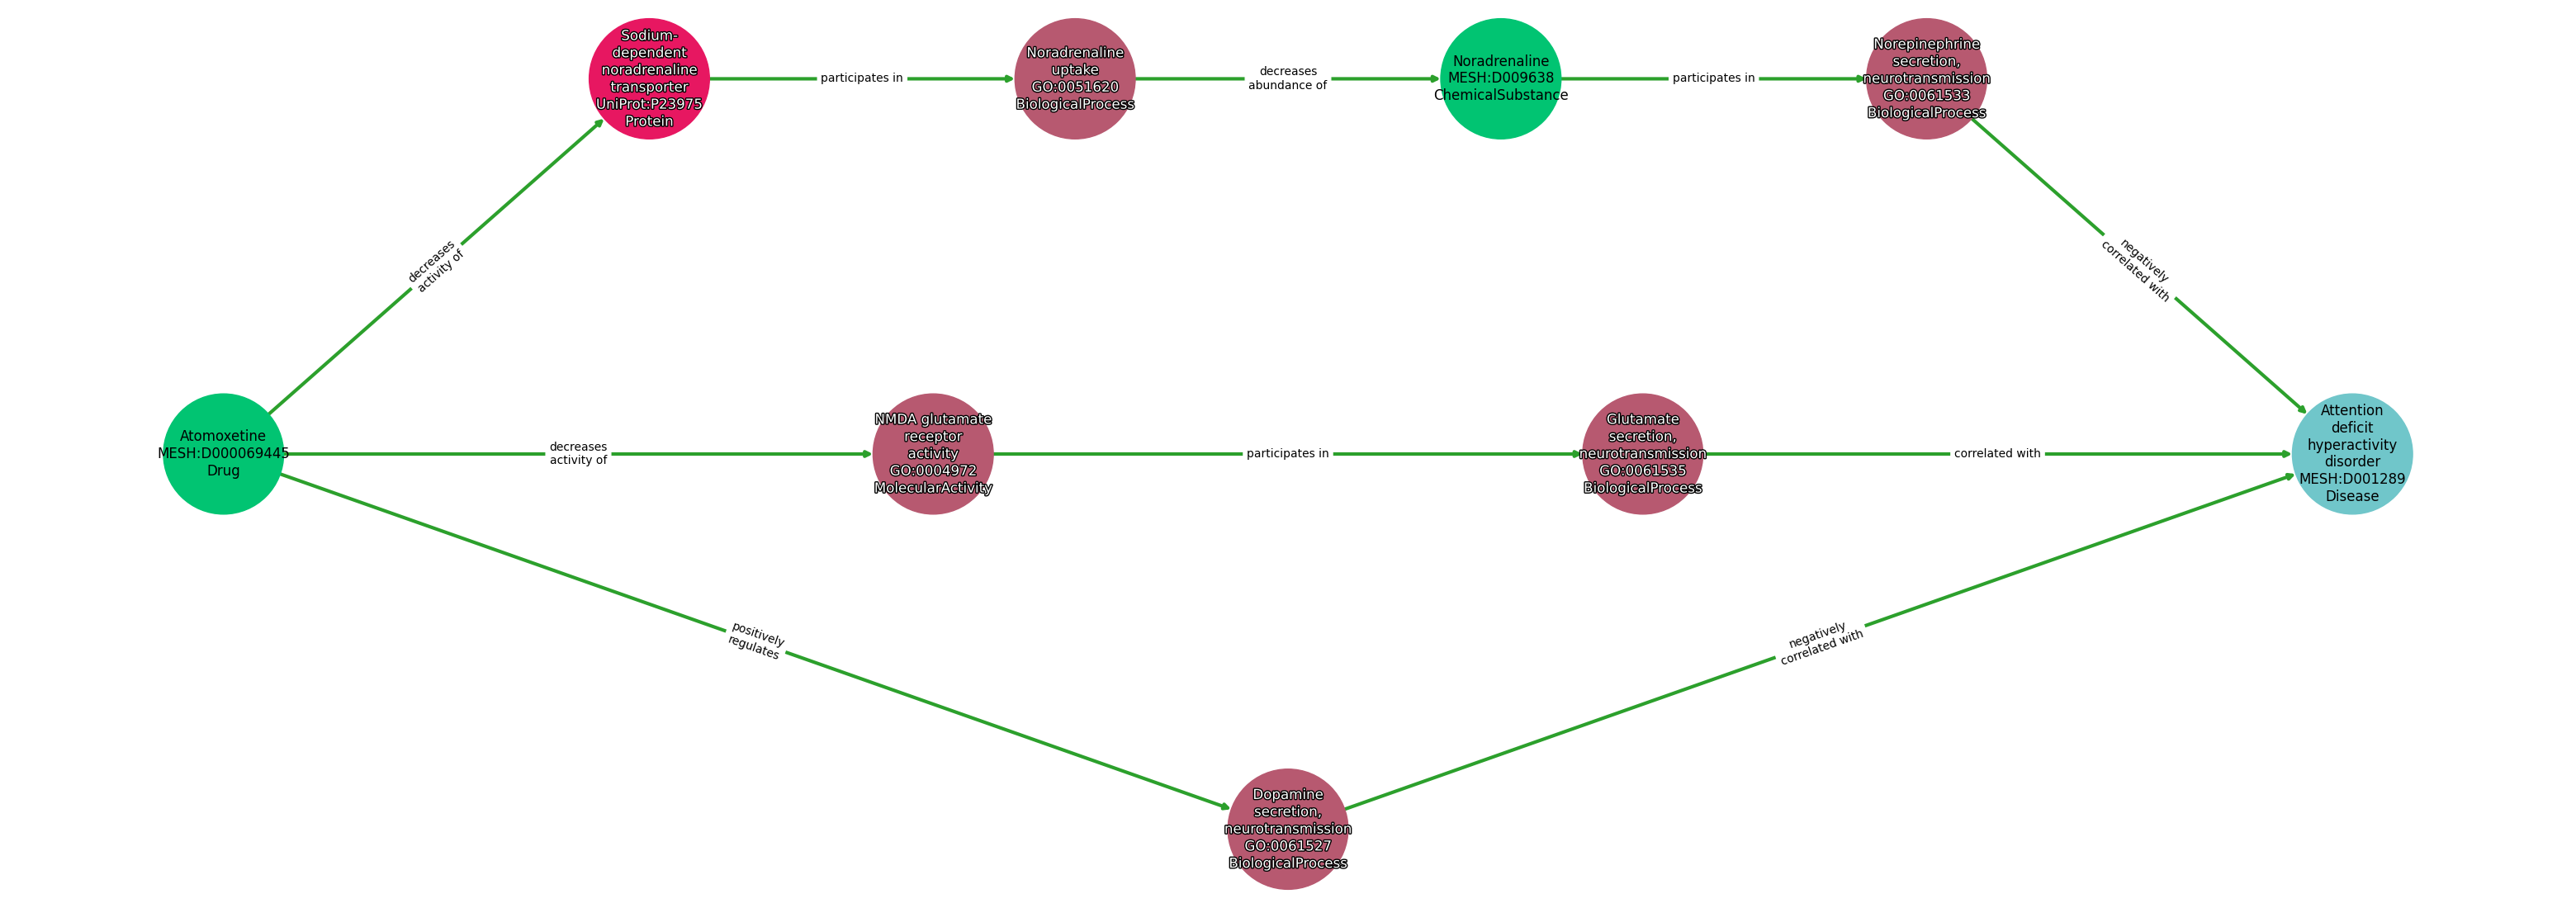 Sodium-
dependent
noradrenaline
transporter
UniProt:P23975
Protein
participates in
Noradrenaline
uptake
GO:0051620
BiologicalProcess
decreases
abundance of
Noradrenaline
MESH:D009638
ChemicalSubstance
participates in
Norepinephrine
secretion,
neurotransmission
GO:0061533
BiologicalProcess
decreases
activity of
negatively
correlated with
Atomoxetine
MESH:D000069445
Drug
decreases
activity of
NMDA glutamate
receptor
activity
GO:0004972
MolecularActivity
participates in
Glutamate
secretion,
neurotransmission
GO:0061535
BiologicalProcess
correlated with
Attention
deficit
hyperactivity
disorder
MESH:D001289
Disease
positively
regulates
negatively
correlated with
Dopamine
secretion,
neurotransmission
GO:0061527
BiologicalProcess